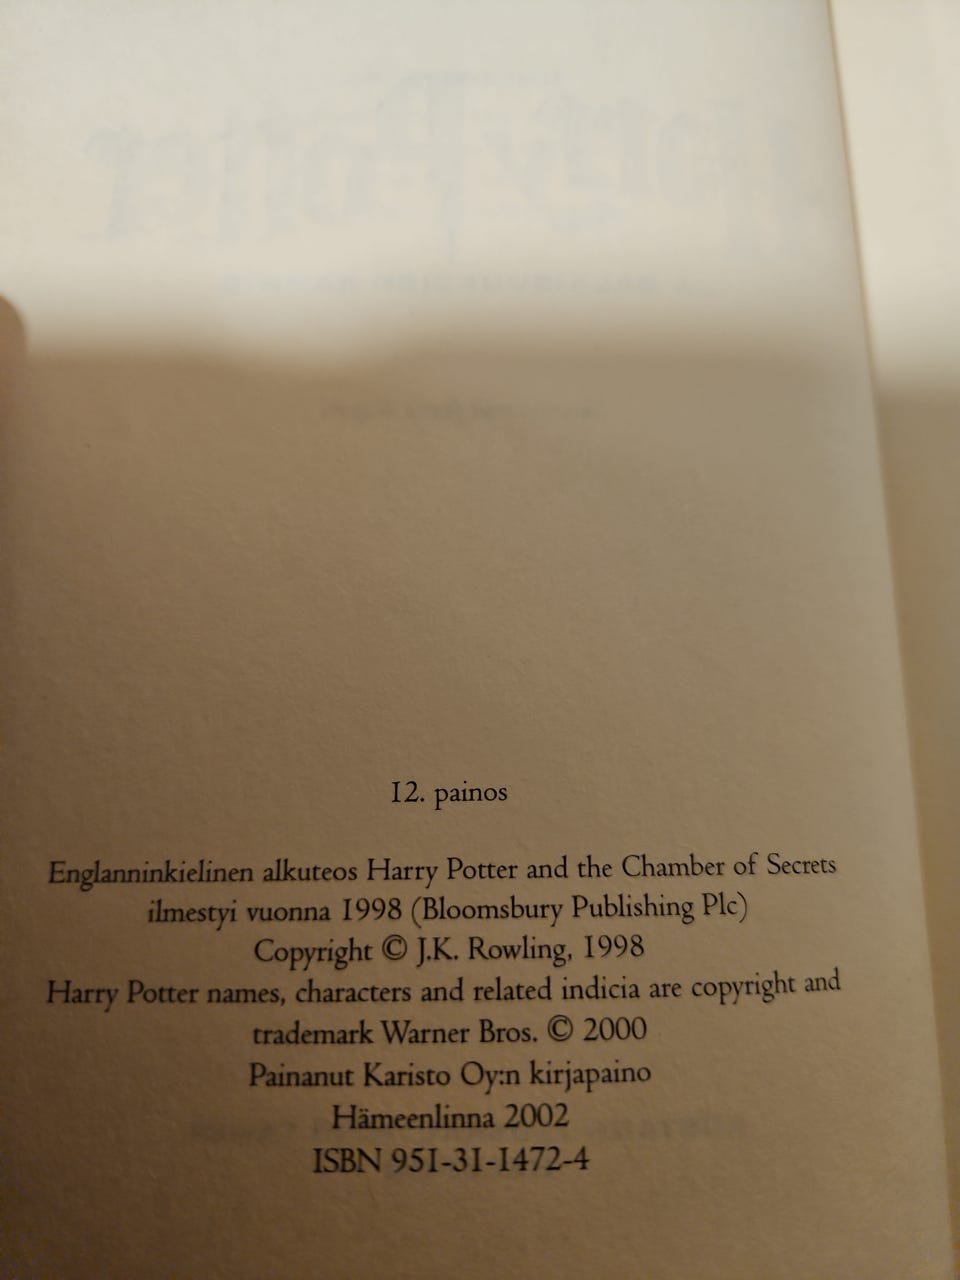 12. painos
Englanninkielinen alkuteos Harry Potter and the Chamber of Secrets
ilmestyi vuonna 1998 (Bloomsbury Publishing Plc)
Copyright © J.K. Rowling, 1998
Harry Potter names, characters and related indicia are copyright and
trademark Warner Bros. © 2000
Painanut Karisto Oy:n kirjapaino
Hämeenlinna 2002
ISBN 951-31-1472-4